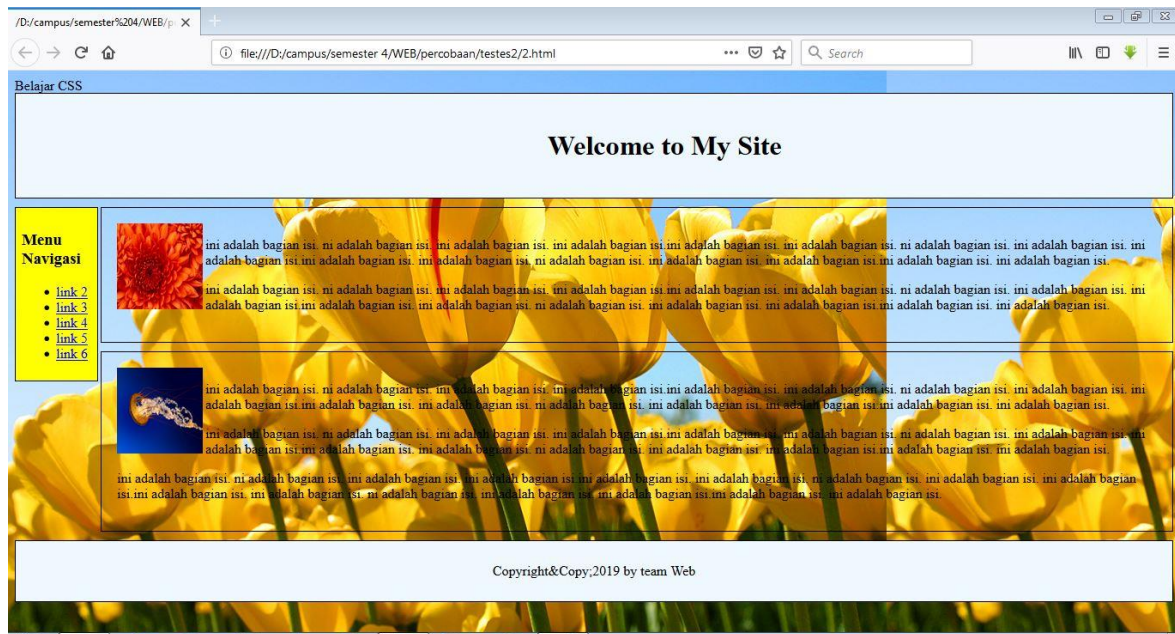 /D:/campus/semester%204/WEB/p
file:///D:/campus/semester 4/WEB/percobaan/testes2/2.html
Search
Belajar CSS
Welcome to My Site
Menu
Navigasi
link 2
link 3
link 4
link 5
link 6
ini adalah bagian isi. ni adalah bagian isi. ini adalah bagian isi. ini adalah bagian isi.ini adalah bagian isi. ini adalah bagian isi. ni adalah bagian isi. ini adalah bagian isi. ini
adalah bagian isi.ini adalah bagian isi. ini adalah bagian isi. ni adalah bagian isi. ini adalah bagian isi. ini adalah bagian isi.ini adalah bagian isi. ini adalah bagian isi.
ini adalah bagian isi. ni adalah bagian isi. ini adalah bagian isi. ini adalah bagian isi.ini adalah bagian isi. ini adalah bagian isi. ni adalah bagian isi. ini adalah bagian isi. ini
adalah bagian isi.ini adalah bagian isi. ini adalah bagian isi. ni adalah bagian isi. ini adalah bagian isi. ini adalah bagian isi.ini adalah bagian isi. ini adalah bagian isi.
ini adalah bagian isi. ni adalah bagian isi. ini adalah bagian isi. ini adalah bagian isi.ini adalah bagian isi. ini adalah bagian isi. ni adalah bagian isi. ini adalah bagian isi. ini
adalah bagian isi.ini adalah bagian isi. ini adalah bagian isi. ni adalah bagian isi. ini adalah bagian isi. ini adalah bagian isi.ini adalah bagian isi. ini adalah bagian isi.
ini adalah bagian isi. ni adalah bagian isi. ini adalah bagian isi. ini adalah bagian isi.ini adalah bagian isi. ini adalah bagian isi. ni adalah bagian isi. ini adalah bagian isi. ini
adalah bagian isi.ini adalah bagian isi. ini adalah bagian isi. ni adalah bagian isi. ini adalah bagian isi. ini adalah bagian isi.ini adalah bagian isi. ini adalah bagian isi.
ini adalah bagian isi. ni adalah bagian isi. ini adalah bagian isi. ini adalah bagian isi.ini adalah bagian isi. ini adalah bagian isi. ni adalah bagian isi. ini adalah bagian isi. ini adalah bagian
isi.ini adalah bagian isi. ini adalah bagian isi. ni adalah bagian isi. ini adalah bagian isi. ini adalah bagian isi.ini adalah bagian isi. ini adalah bagian isi.
Copyright&Copy;2019 by team Web